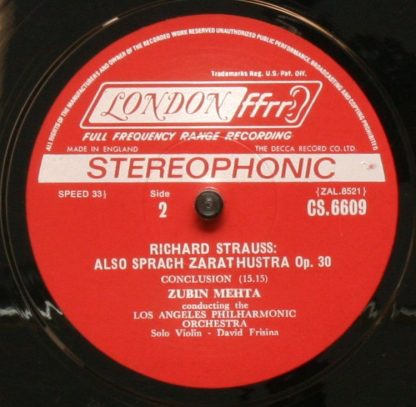 ALL RIGHTS OF THE MANUFACTURERS AND OWNER OF THE RECORDED WORK RESERVED UNAUTHORIZED PUBLIC PERFORMANCE, BROADCASTING AND COPYING PROHIBITED
Trademarks Reg. U.S. Pat. Off.
LONDON ffrr
FULL FREQUENCY RANGE RECORDING
MADE IN ENGLAND THE DECCA RECORD CO. LTD.
STEREOPHONIC
SPEED 33⅓ Side {ZAL.8521}
2 CS.6609
RICHARD STRAUSS:
ALSO SPRACH ZARATHUSTRA Op. 30
CONCLUSION (15.15)
ZUBIN MEHTA
conducting the
LOS ANGELES PHILHARMONIC
ORCHESTRA
Solo Violin - David Frisina